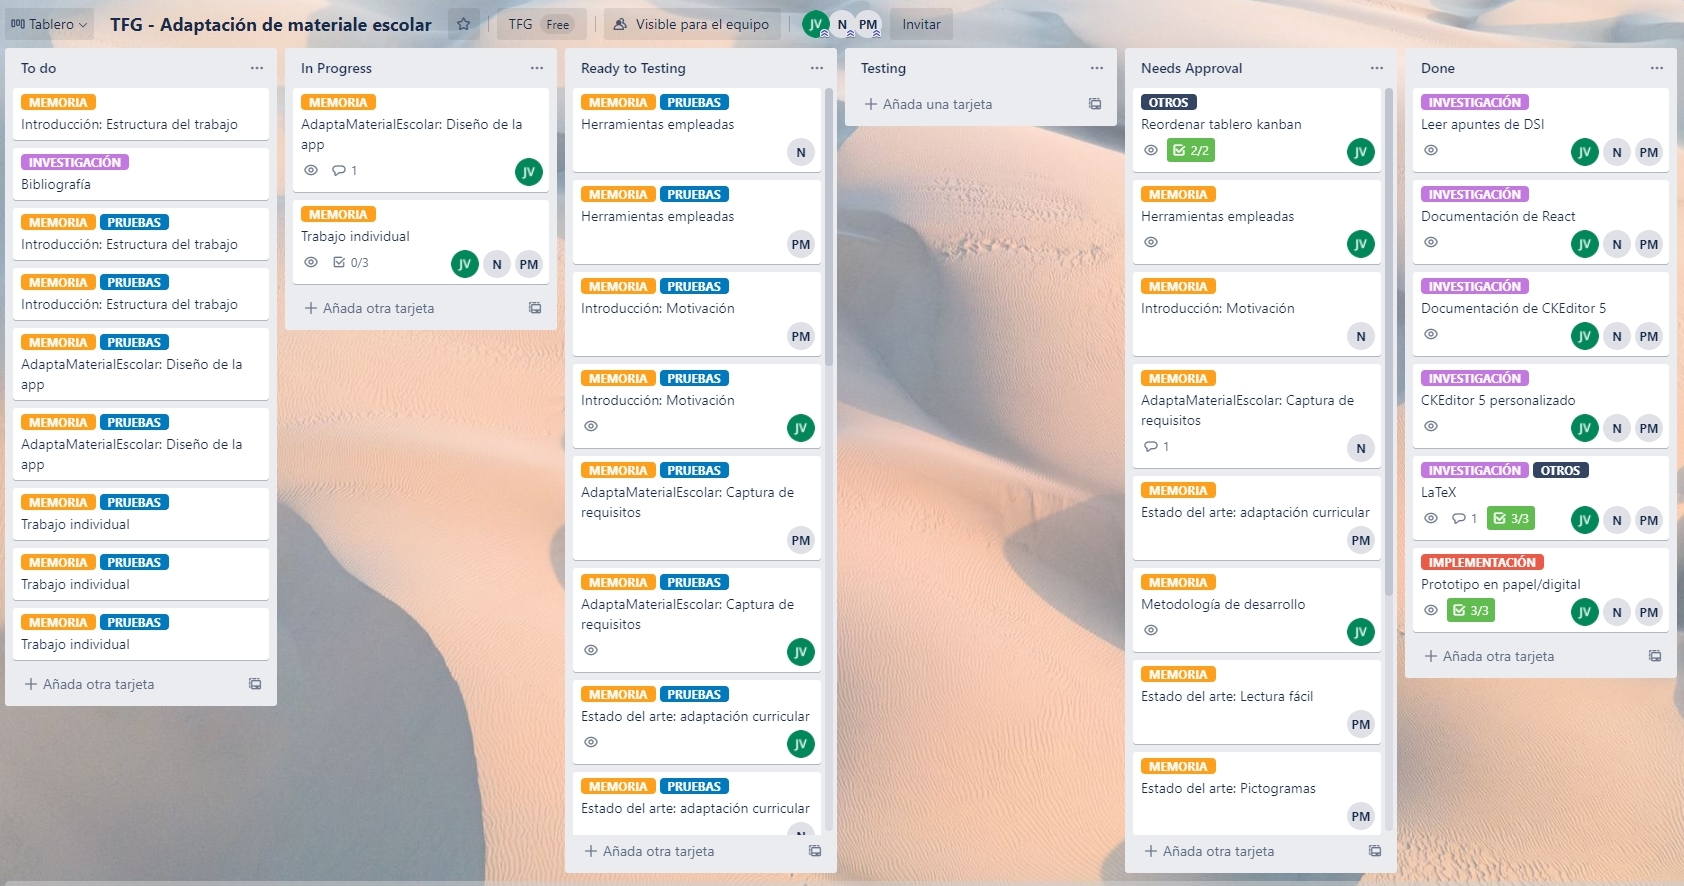 Tablero
TFG - Adaptación de materiale escolar
TFG Free
Visible para el equipo
JV N PM
Invitar
To do
MEMORIA
Introducción: Estructura del trabajo
INVESTIGACIÓN
Bibliografía
MEMORIA PRUEBAS
Introducción: Estructura del trabajo
MEMORIA PRUEBAS
Introducción: Estructura del trabajo
MEMORIA PRUEBAS
AdaptaMaterialEscolar: Diseño de la
app
MEMORIA PRUEBAS
AdaptaMaterialEscolar: Diseño de la
app
MEMORIA PRUEBAS
Trabajo individual
MEMORIA PRUEBAS
Trabajo individual
MEMORIA PRUEBAS
Trabajo individual
+ Añada otra tarjeta
In Progress
MEMORIA
AdaptaMaterialEscolar: Diseño de la
app
1 JV
MEMORIA
Trabajo individual
0/3 JV N PM
+ Añada otra tarjeta
Ready to Testing
MEMORIA PRUEBAS
Herramientas empleadas
N
MEMORIA PRUEBAS
Herramientas empleadas
PM
MEMORIA PRUEBAS
Introducción: Motivación
PM
MEMORIA PRUEBAS
Introducción: Motivación
JV
MEMORIA PRUEBAS
AdaptaMaterialEscolar: Captura de
requisitos
PM
MEMORIA PRUEBAS
AdaptaMaterialEscolar: Captura de
requisitos
JV
MEMORIA PRUEBAS
Estado del arte: adaptación curricular
JV
MEMORIA PRUEBAS
Estado del arte: adaptación curricular
N
+ Añada otra tarjeta
Testing
+ Añada una tarjeta
Needs Approval
OTROS
Reordenar tablero kanban
2/2 JV
MEMORIA
Herramientas empleadas
JV
MEMORIA
Introducción: Motivación
N
MEMORIA
AdaptaMaterialEscolar: Captura de
requisitos
1 N
MEMORIA
Estado del arte: adaptación curricular
PM
MEMORIA
Metodología de desarrollo
JV
MEMORIA
Estado del arte: Lectura fácil
PM
MEMORIA
Estado del arte: Pictogramas
PM
+ Añada otra tarjeta
Done
INVESTIGACIÓN
Leer apuntes de DSI
JV N PM
INVESTIGACIÓN
Documentación de React
JV N PM
INVESTIGACIÓN
Documentación de CKEditor 5
JV N PM
INVESTIGACIÓN
CKEditor 5 personalizado
JV N PM
INVESTIGACIÓN OTROS
LaTeX
1 3/3 JV N PM
IMPLEMENTACIÓN
Prototipo en papel/digital
3/3 JV N PM
+ Añada otra tarjeta